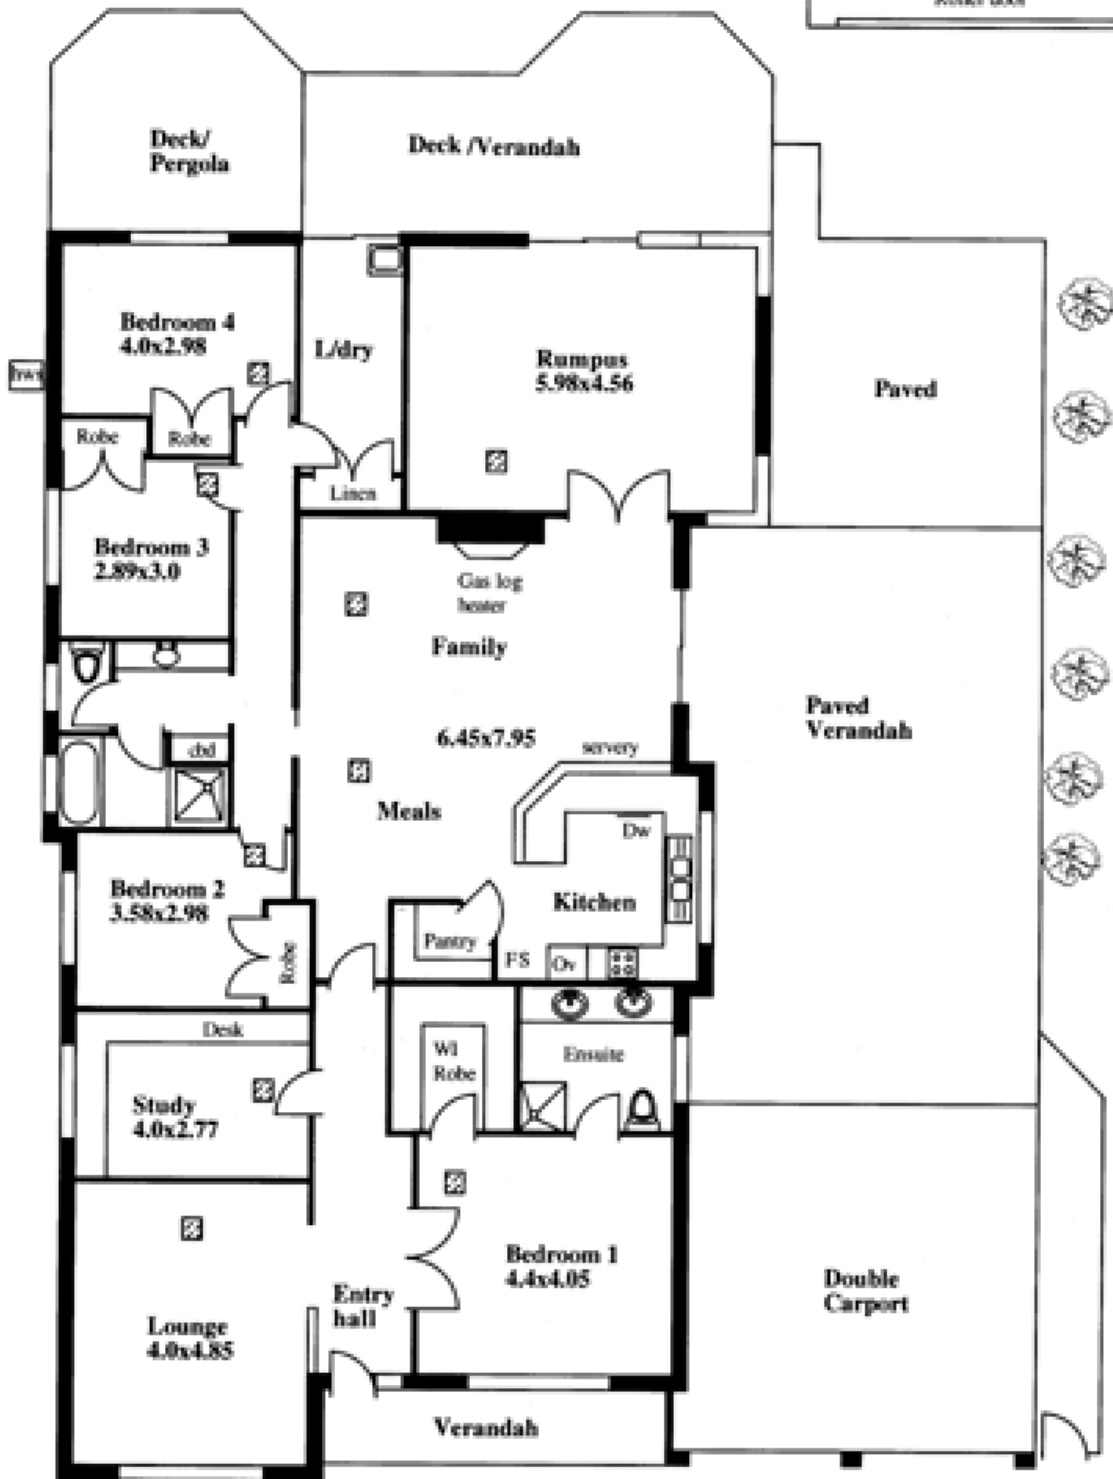 Roller door
Deck/
Pergola
Deck /Verandah
Bedroom 4
4.0x2.98
L/dry
Rumpus
5.98x4.56
hws
Paved
Robe
Robe
Linen
Bedroom 3
2.89x3.0
Gas log
heater
Family
6.45x7.95
Paved
Verandah
servery
cbd
Meals
Dw
Bedroom 2
3.58x2.98
Kitchen
Pantry
FS
Ov
Robe
Desk
WI
Robe
Ensuite
Study
4.0x2.77
Bedroom 1
4.4x4.05
Double
Carport
Entry
hall
Lounge
4.0x4.85
Verandah